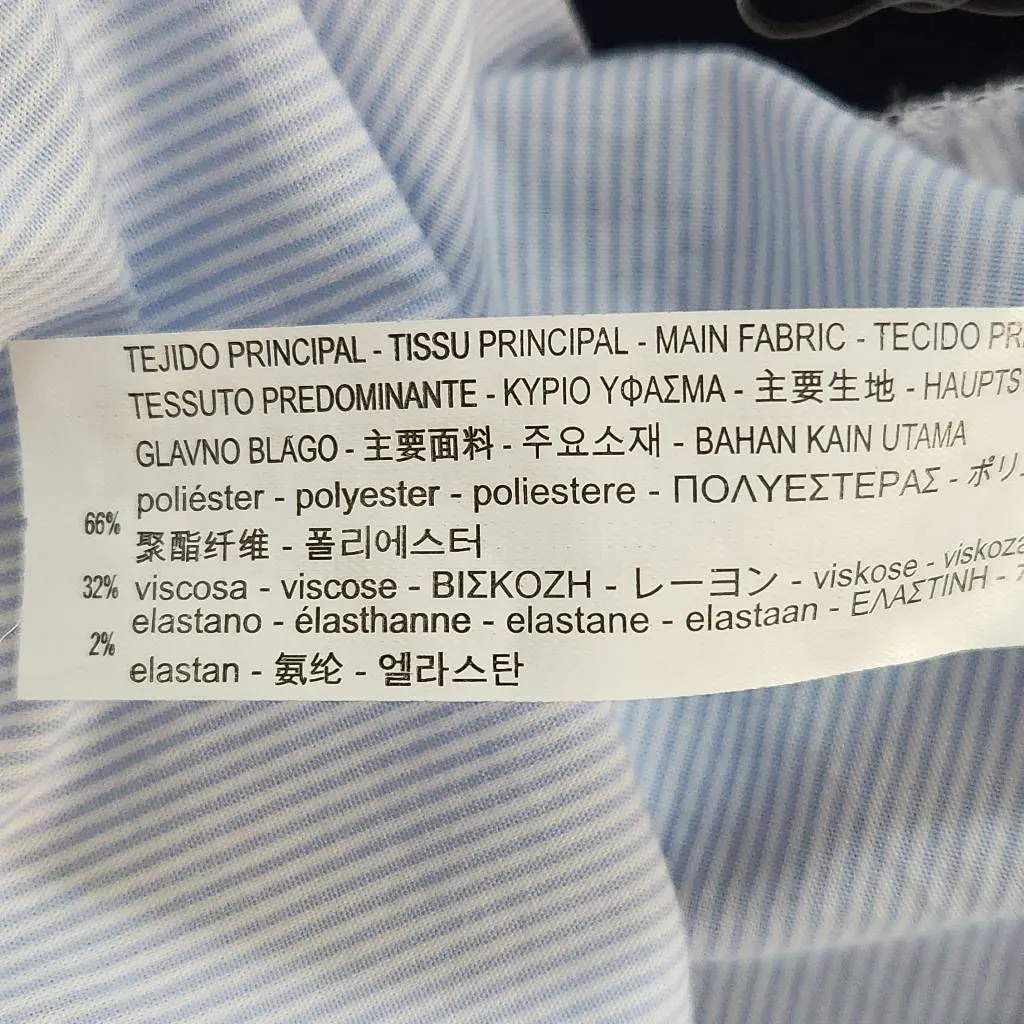 TEJIDO PRINCIPAL - TISSU PRINCIPAL - MAIN FABRIC - TECIDO
TESSUTO PREDOMINANTE - ΚΥΡΙΟ ΥΦΑΣΜΑ - 主要生地 -
GLAVNO BLAGO - 主要面料 - 주요소재 - BAHAN KAIN UTAMA
66% poliéster - polyester - poliestere - ΠΟΛΥΕΣΤΕΡΑΣ -
聚酯纤维 - 폴리에스터
32% viscosa - viscose - ΒΙΣΚΟΖΗ - レーヨン - viskose - viskoza
2% elastano - élasthanne - elastane - elastaan - ΕΛΑΣΤΙΝΗ -
elastan - 氨纶 - 엘라스탄